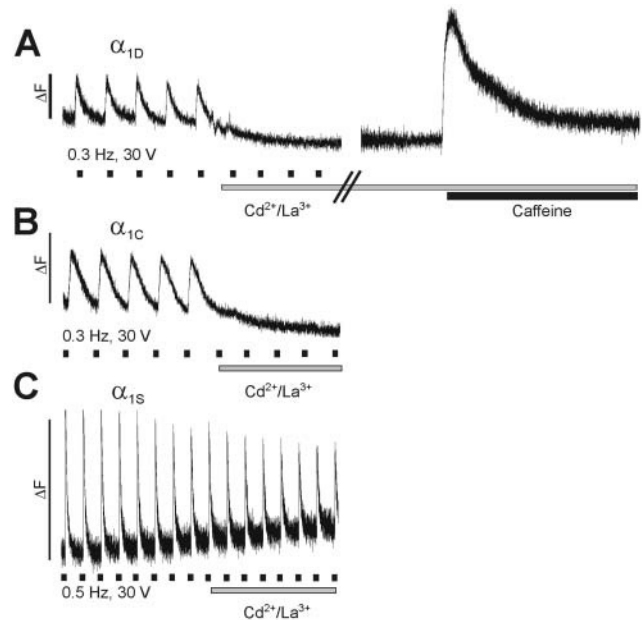 A
α1D
ΔF
0.3 Hz, 30 V
Cd²⁺/La³⁺
Caffeine
B
α1C
ΔF
0.3 Hz, 30 V
Cd²⁺/La³⁺
C
α1S
ΔF
0.5 Hz, 30 V
Cd²⁺/La³⁺